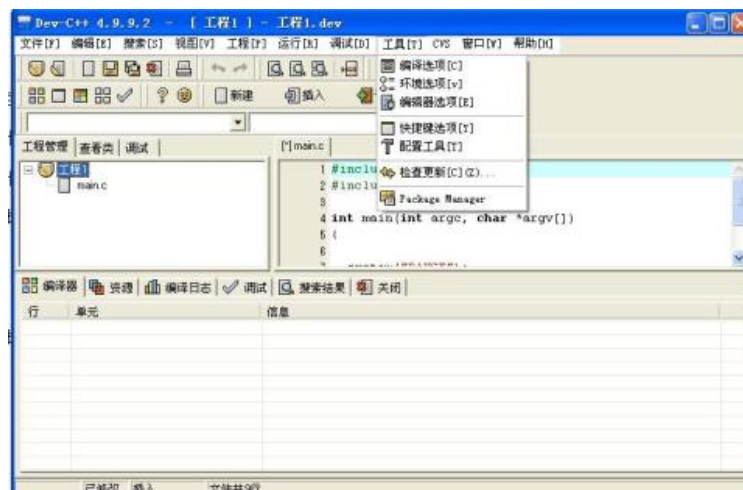 Dev-C++ 4.9.9.2 - [ 工程1 ] - 工程1.dev
文件[F] 编辑[E] 搜索[S] 视图[V] 工程[P] 运行[R] 调试[D] 工具[T] CVS 窗口[W] 帮助[H]
新建 插入
编译选项[C]
环境选项[v]
编辑器选项[E]
快捷键选项[Y]
配置工具[T]
检查更新[C](Z)...
Package Manager
工程管理 查看类 调试 [*] main.c
工程1
main.c
1 #inclu
2 #inclu
3
4 int main(int argc, char *argv[])
5 {
6
编译器 资源 编译日志 调试 搜索结果 关闭
行 单元 信息
已修改 插入